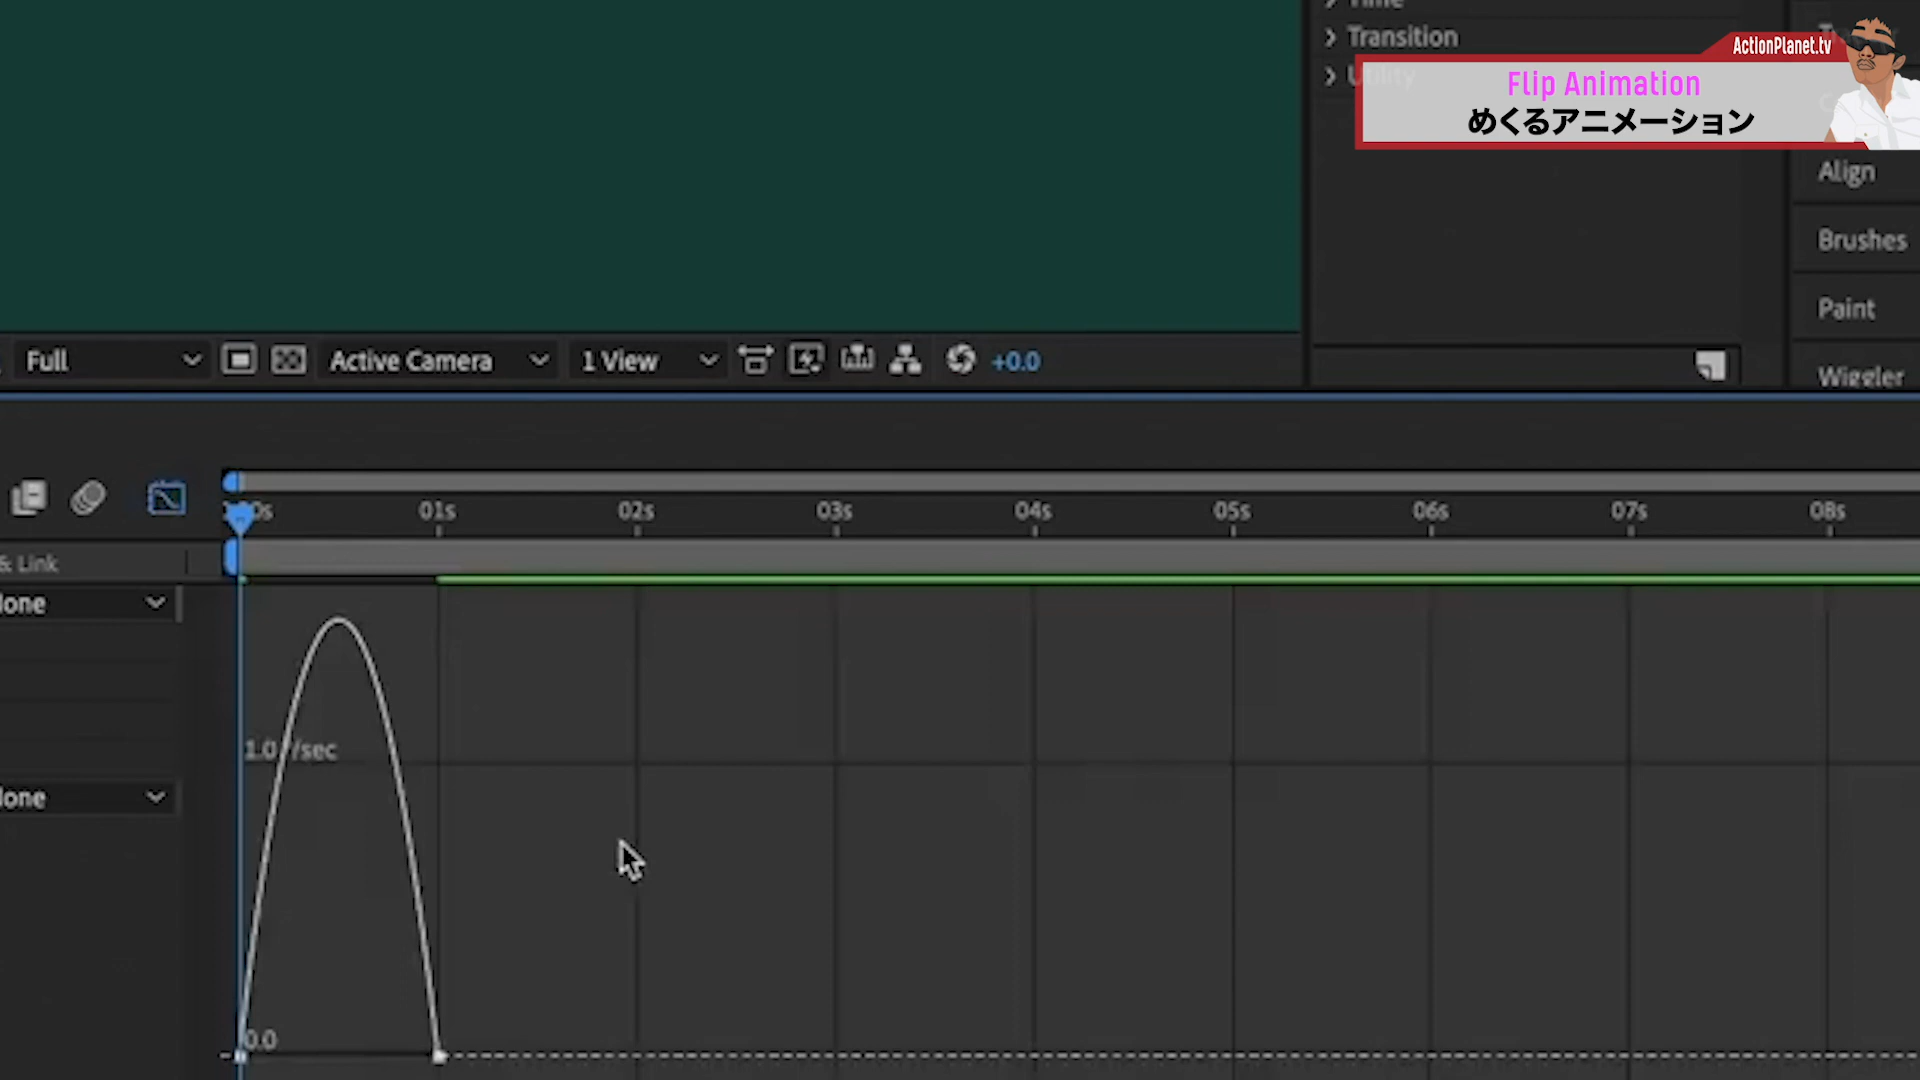 Time
Transition
ActionPlanet.tv
Flip Animation
めくるアニメーション
Align
Brushes
Paint
Wiggler
Full
Active Camera
1 View
+0.0
01s
02s
03s
04s
05s
06s
07s
08s
& Link
1.0 /sec
0.0